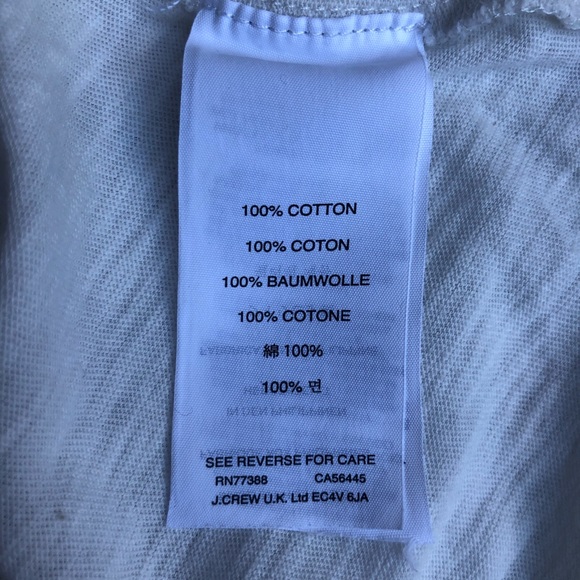 100% COTTON
100% COTON
100% BAUMWOLLE
100% COTONE
綿 100%
100% 면
SEE REVERSE FOR CARE
RN77388 CA56445
J.CREW U.K. Ltd EC4V 6JA